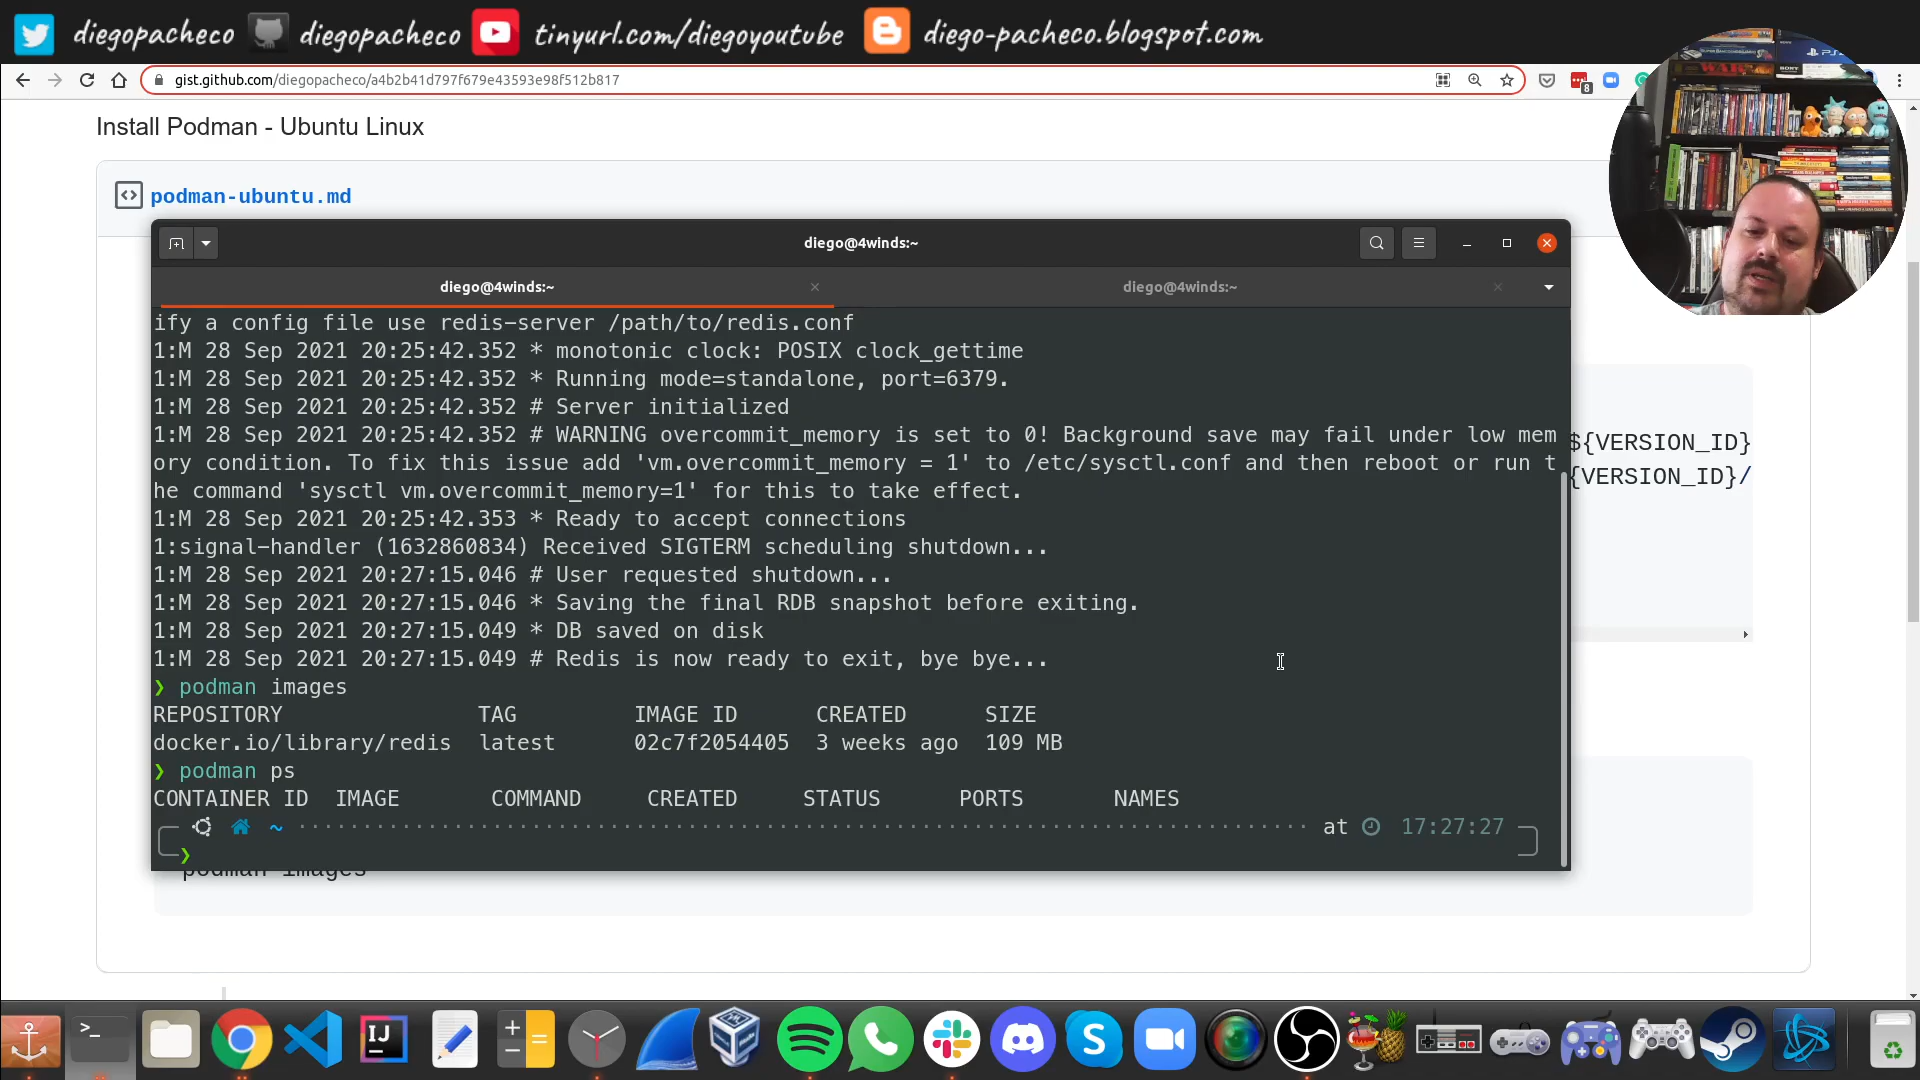 diegopacheco diegopacheco tinyurl.com/diegoyoutube diego-pacheco.blogspot.com
gist.github.com/diegopacheco/a4b2b41d797f679e43593e98f512b817
8
Install Podman - Ubuntu Linux
podman-ubuntu.md
diego@4winds:~
diego@4winds:~ diego@4winds:~
ify a config file use redis-server /path/to/redis.conf
1:M 28 Sep 2021 20:25:42.352 * monotonic clock: POSIX clock_gettime
1:M 28 Sep 2021 20:25:42.352 * Running mode=standalone, port=6379.
1:M 28 Sep 2021 20:25:42.352 # Server initialized
1:M 28 Sep 2021 20:25:42.352 # WARNING overcommit_memory is set to 0! Background save may fail under low mem
ory condition. To fix this issue add 'vm.overcommit_memory = 1' to /etc/sysctl.conf and then reboot or run t
he command 'sysctl vm.overcommit_memory=1' for this to take effect.
1:M 28 Sep 2021 20:25:42.353 * Ready to accept connections
1:signal-handler (1632860834) Received SIGTERM scheduling shutdown...
1:M 28 Sep 2021 20:27:15.046 # User requested shutdown...
1:M 28 Sep 2021 20:27:15.046 * Saving the final RDB snapshot before exiting.
1:M 28 Sep 2021 20:27:15.049 * DB saved on disk
1:M 28 Sep 2021 20:27:15.049 # Redis is now ready to exit, bye bye...
❯ podman images
REPOSITORY TAG IMAGE ID CREATED SIZE
docker.io/library/redis latest 02c7f2054405 3 weeks ago 109 MB
❯ podman ps
CONTAINER ID IMAGE COMMAND CREATED STATUS PORTS NAMES
~ at 17:27:27
❯
${VERSION_ID}
{VERSION_ID}/
podman images